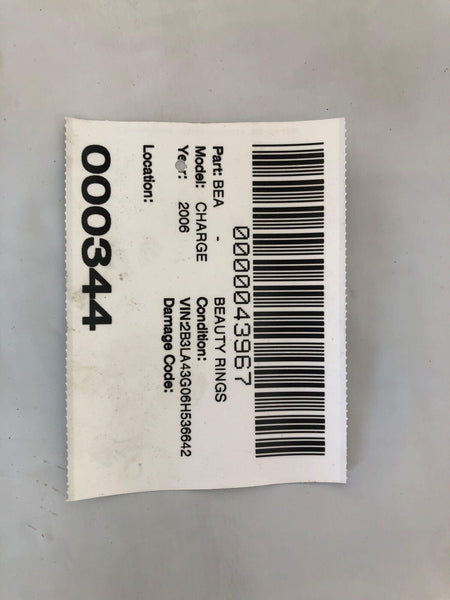 0000043967
Part: BEA - BEAUTY RINGS
Model: CHARGE Condition:
Year: 2006 VIN:2B3LA43G06H536642
Damage Code:
Location:
000344